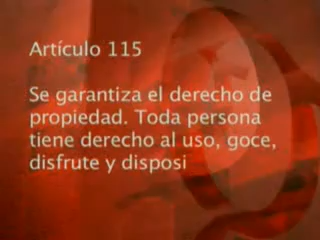 Artículo 115
Se garantiza el derecho de
propiedad. Toda persona
tiene derecho al uso, goce,
disfrute y disposi